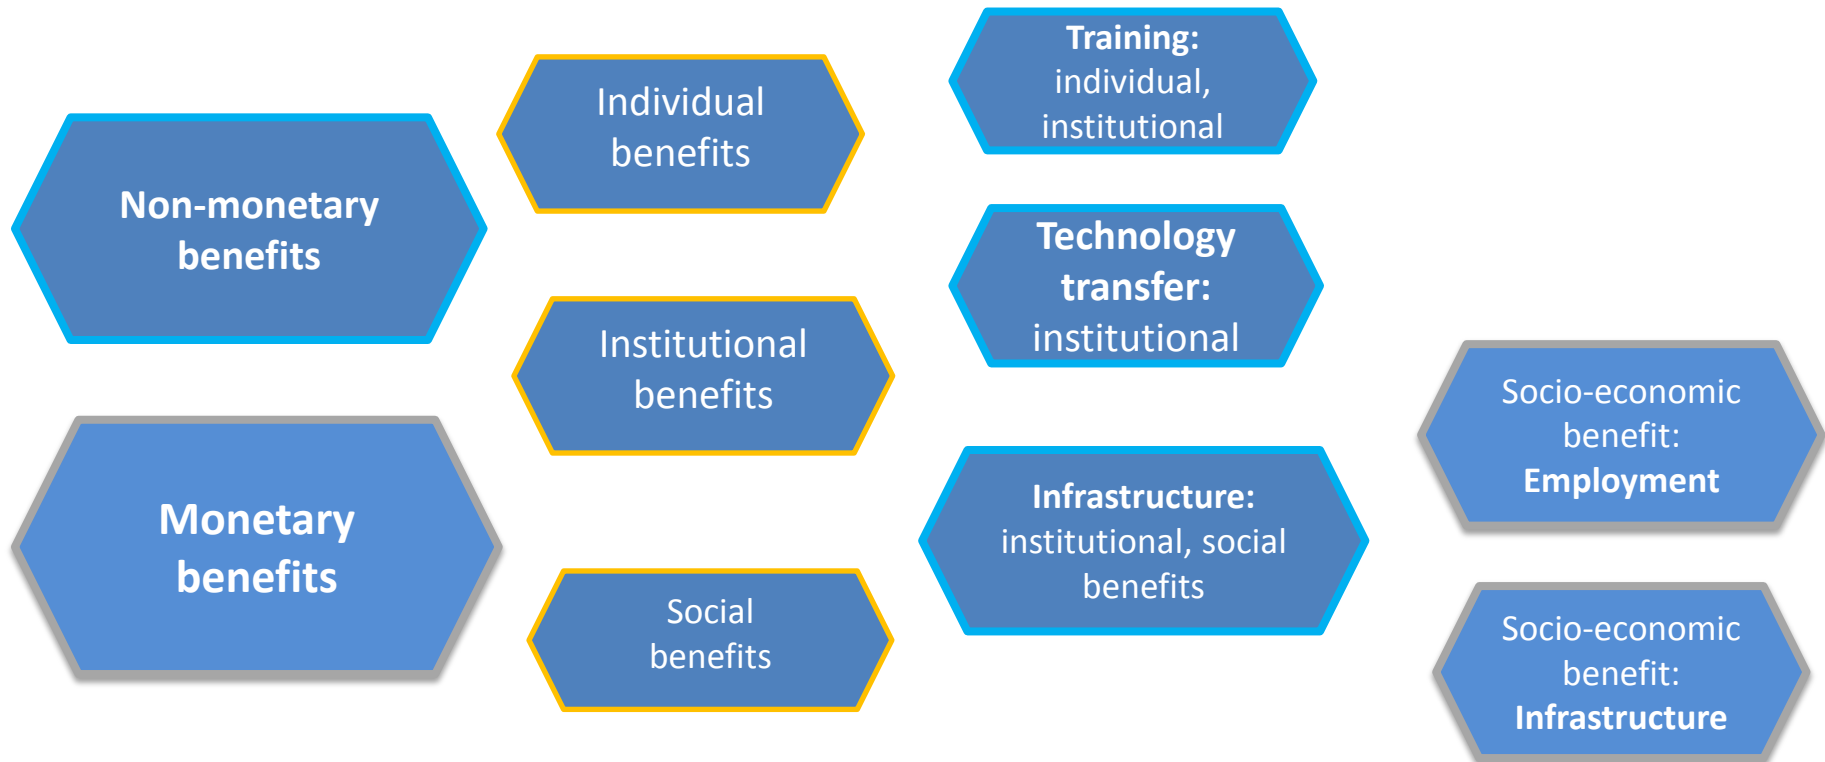 Non-monetary
benefits
Monetary
benefits
Individual
benefits
Institutional
benefits
Social
benefits
Training:
individual,
institutional
Technology
transfer:
institutional
Infrastructure:
institutional, social
benefits
Socio-economic
benefit:
Employment
Socio-economic
benefit:
Infrastructure